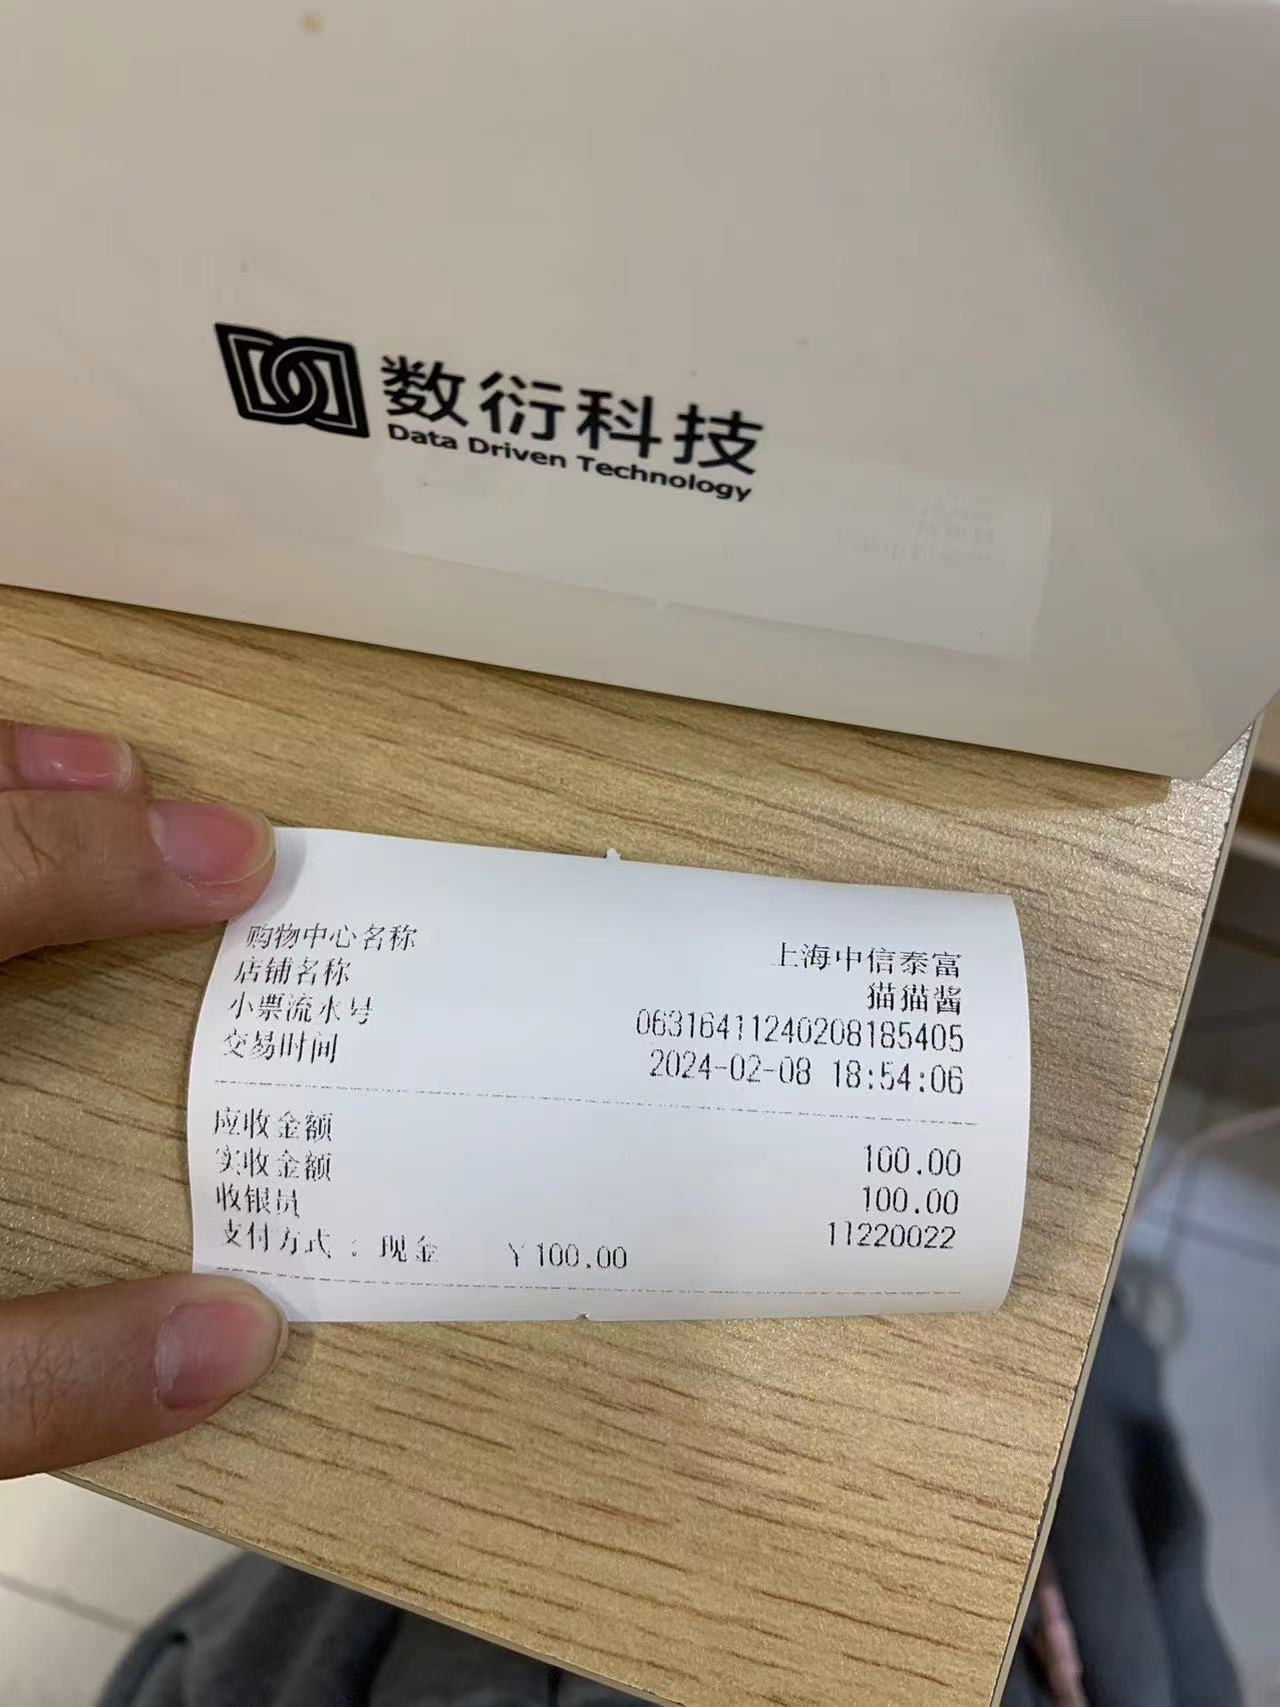 数衍科技
Data Driven Technology
购物中心名称 上海中信泰富
店铺名称 猫猫酱
小票流水号 06316411240208185405
交易时间 2024-02-08 18:54:06
应收金额 100.00
实收金额 100.00
收银员 11220022
支付方式 : 现金 ¥100.00